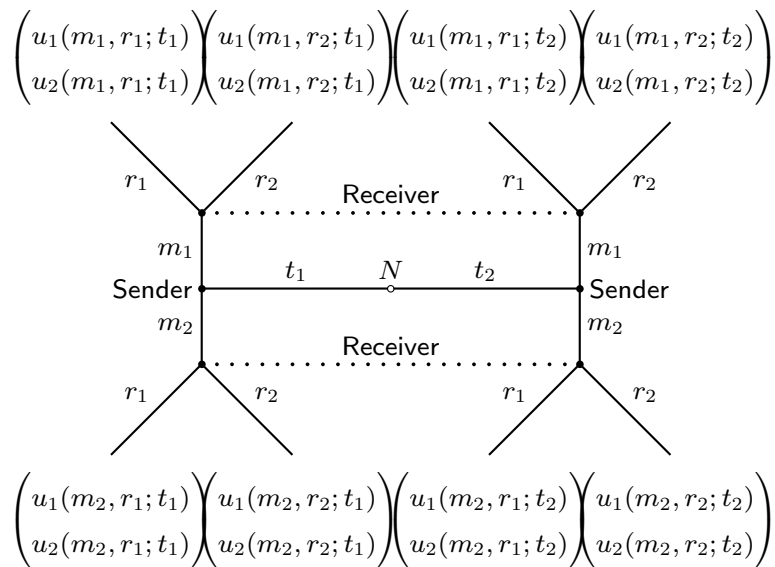 (u₁(m₁, r₁; t₁)) (u₁(m₁, r₂; t₁)) (u₁(m₁, r₁; t₂)) (u₁(m₁, r₂; t₂))
(u₂(m₁, r₁; t₁)) (u₂(m₁, r₂; t₁)) (u₂(m₁, r₁; t₂)) (u₂(m₁, r₂; t₂))
r₁ r₂ r₁ r₂
Receiver
m₁ m₁
t₁ N t₂
Sender Sender
m₂ m₂
Receiver
r₁ r₂ r₁ r₂
(u₁(m₂, r₁; t₁)) (u₁(m₂, r₂; t₁)) (u₁(m₂, r₁; t₂)) (u₁(m₂, r₂; t₂))
(u₂(m₂, r₁; t₁)) (u₂(m₂, r₂; t₁)) (u₂(m₂, r₁; t₂)) (u₂(m₂, r₂; t₂))